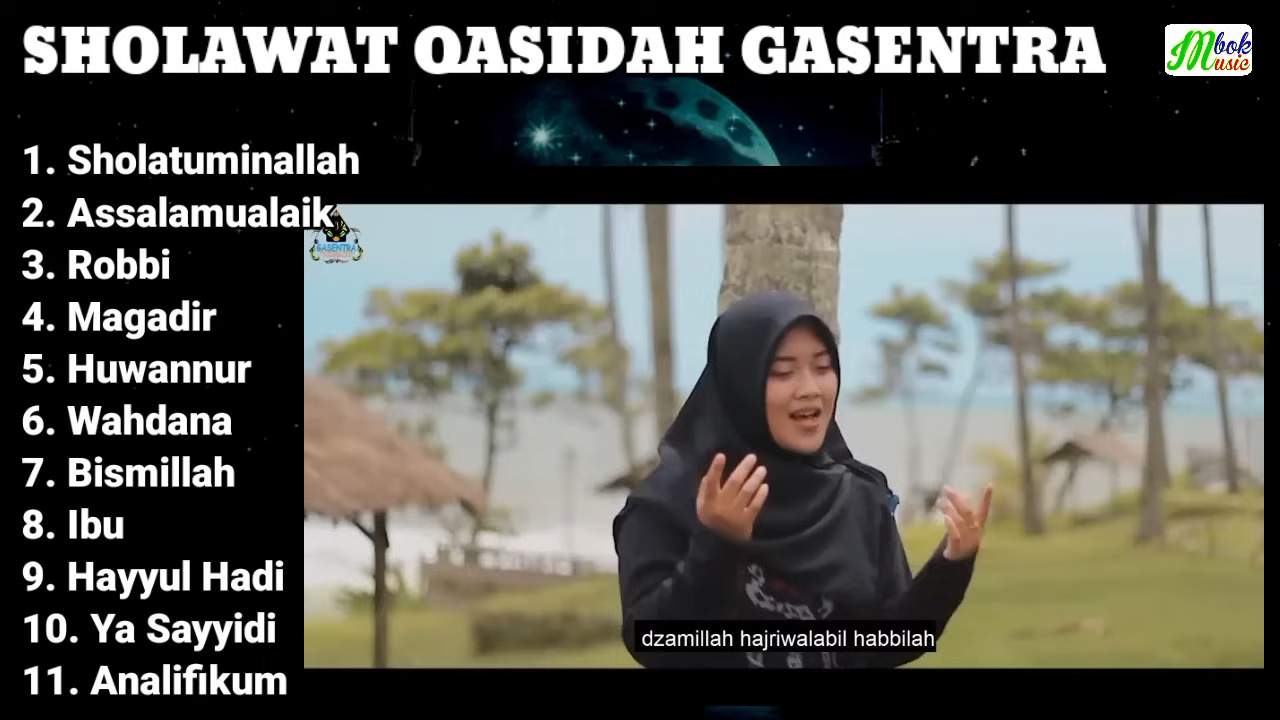 SHOLAWAT QASIDAH GASENTRA
Mbok
Music
1. Sholatuminallah
2. Assalamualaik
3. Robbi
4. Magadir
5. Huwannur
6. Wahdana
7. Bismillah
8. Ibu
9. Hayyul Hadi
10. Ya Sayyidi
11. Analifikum
GASENTRA
dzamillah hajriwalabil habbilah